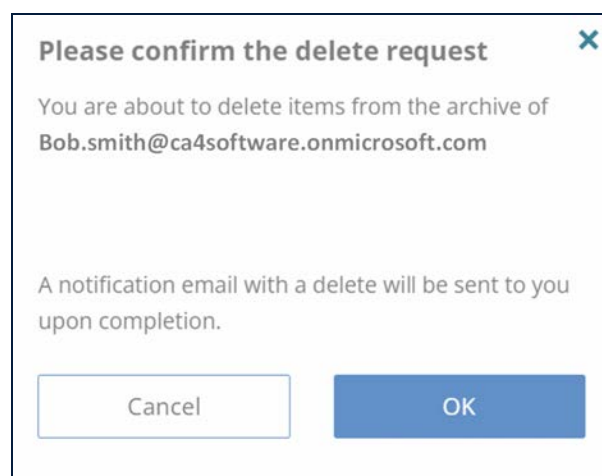 Please confirm the delete request
You are about to delete items from the archive of
Bob.smith@ca4software.onmicrosoft.com
A notification email with a delete will be sent to you
upon completion.
Cancel OK